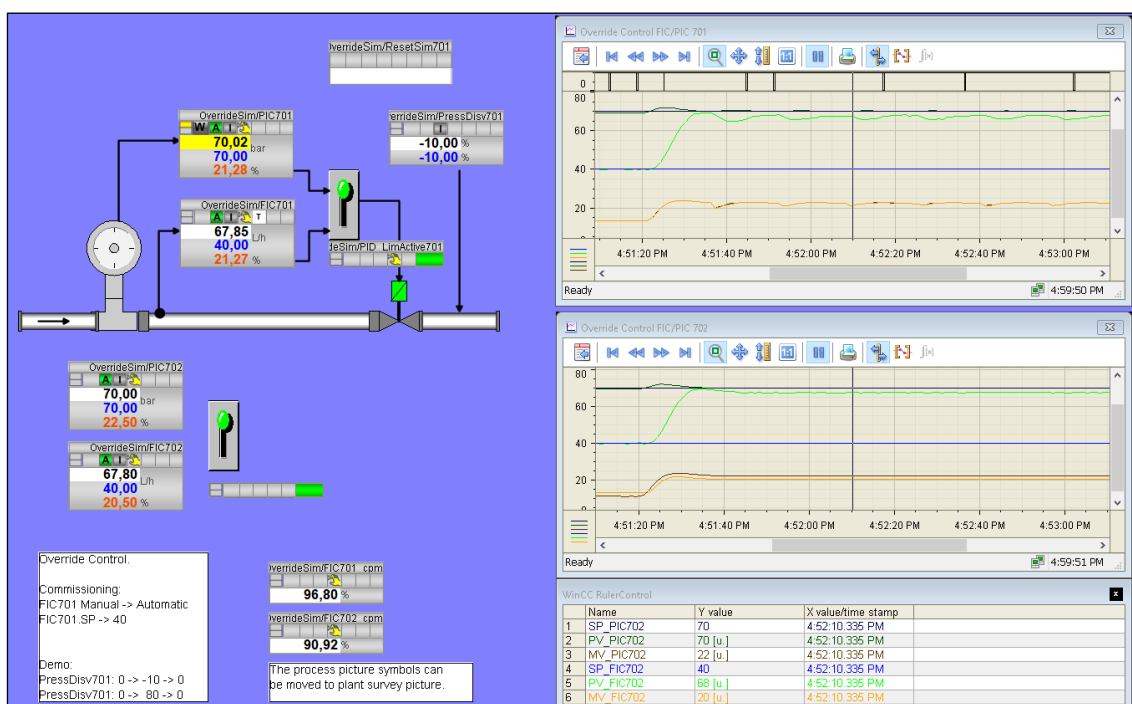 verrideSim/ResetSim701
OverrideSim/PIC701
W A I
70,02 bar
70,00
21,28 %
verrideSim/PressDisv701
I
-10,00 %
-10,00 %
OverrideSim/FIC701
A I T
67,85 L/h
40,00
21,27 %
deSim/PID_LimActive701
OverrideSim/PIC702
A I
70,00 bar
70,00
22,50 %
OverrideSim/FIC702
A I
67,80 L/h
40,00
20,50 %
Override Control.
Commissioning:
FIC701 Manual -> Automatic
FIC701.SP -> 40
Demo:
PressDisv701: 0 -> -10 -> 0
PressDisv701: 0 -> 80 -> 0
verrideSim/FIC701_cpm
96,80 %
verrideSim/FIC702_cpm
90,92 %
The process picture symbols can
be moved to plant survey picture.
Override Control FIC/PIC 701
0
80
60
40
20
4:51:20 PM 4:51:40 PM 4:52:00 PM 4:52:20 PM 4:52:40 PM 4:53:00 PM
Ready 4:59:50 PM
Override Control FIC/PIC 702
80
60
40
20
4:51:20 PM 4:51:40 PM 4:52:00 PM 4:52:20 PM 4:52:40 PM 4:53:00 PM
Ready 4:59:51 PM
WinCC RulerControl
Name Y value X value/time stamp
1 SP_PIC702 70 4:52:10.335 PM
2 PV_PIC702 70 [u.] 4:52:10.335 PM
3 MV_PIC702 22 [u.] 4:52:10.335 PM
4 SP_FIC702 40 4:52:10.335 PM
5 PV_FIC702 68 [u.] 4:52:10.335 PM
6 MV_FIC702 20 [u.] 4:52:10.335 PM